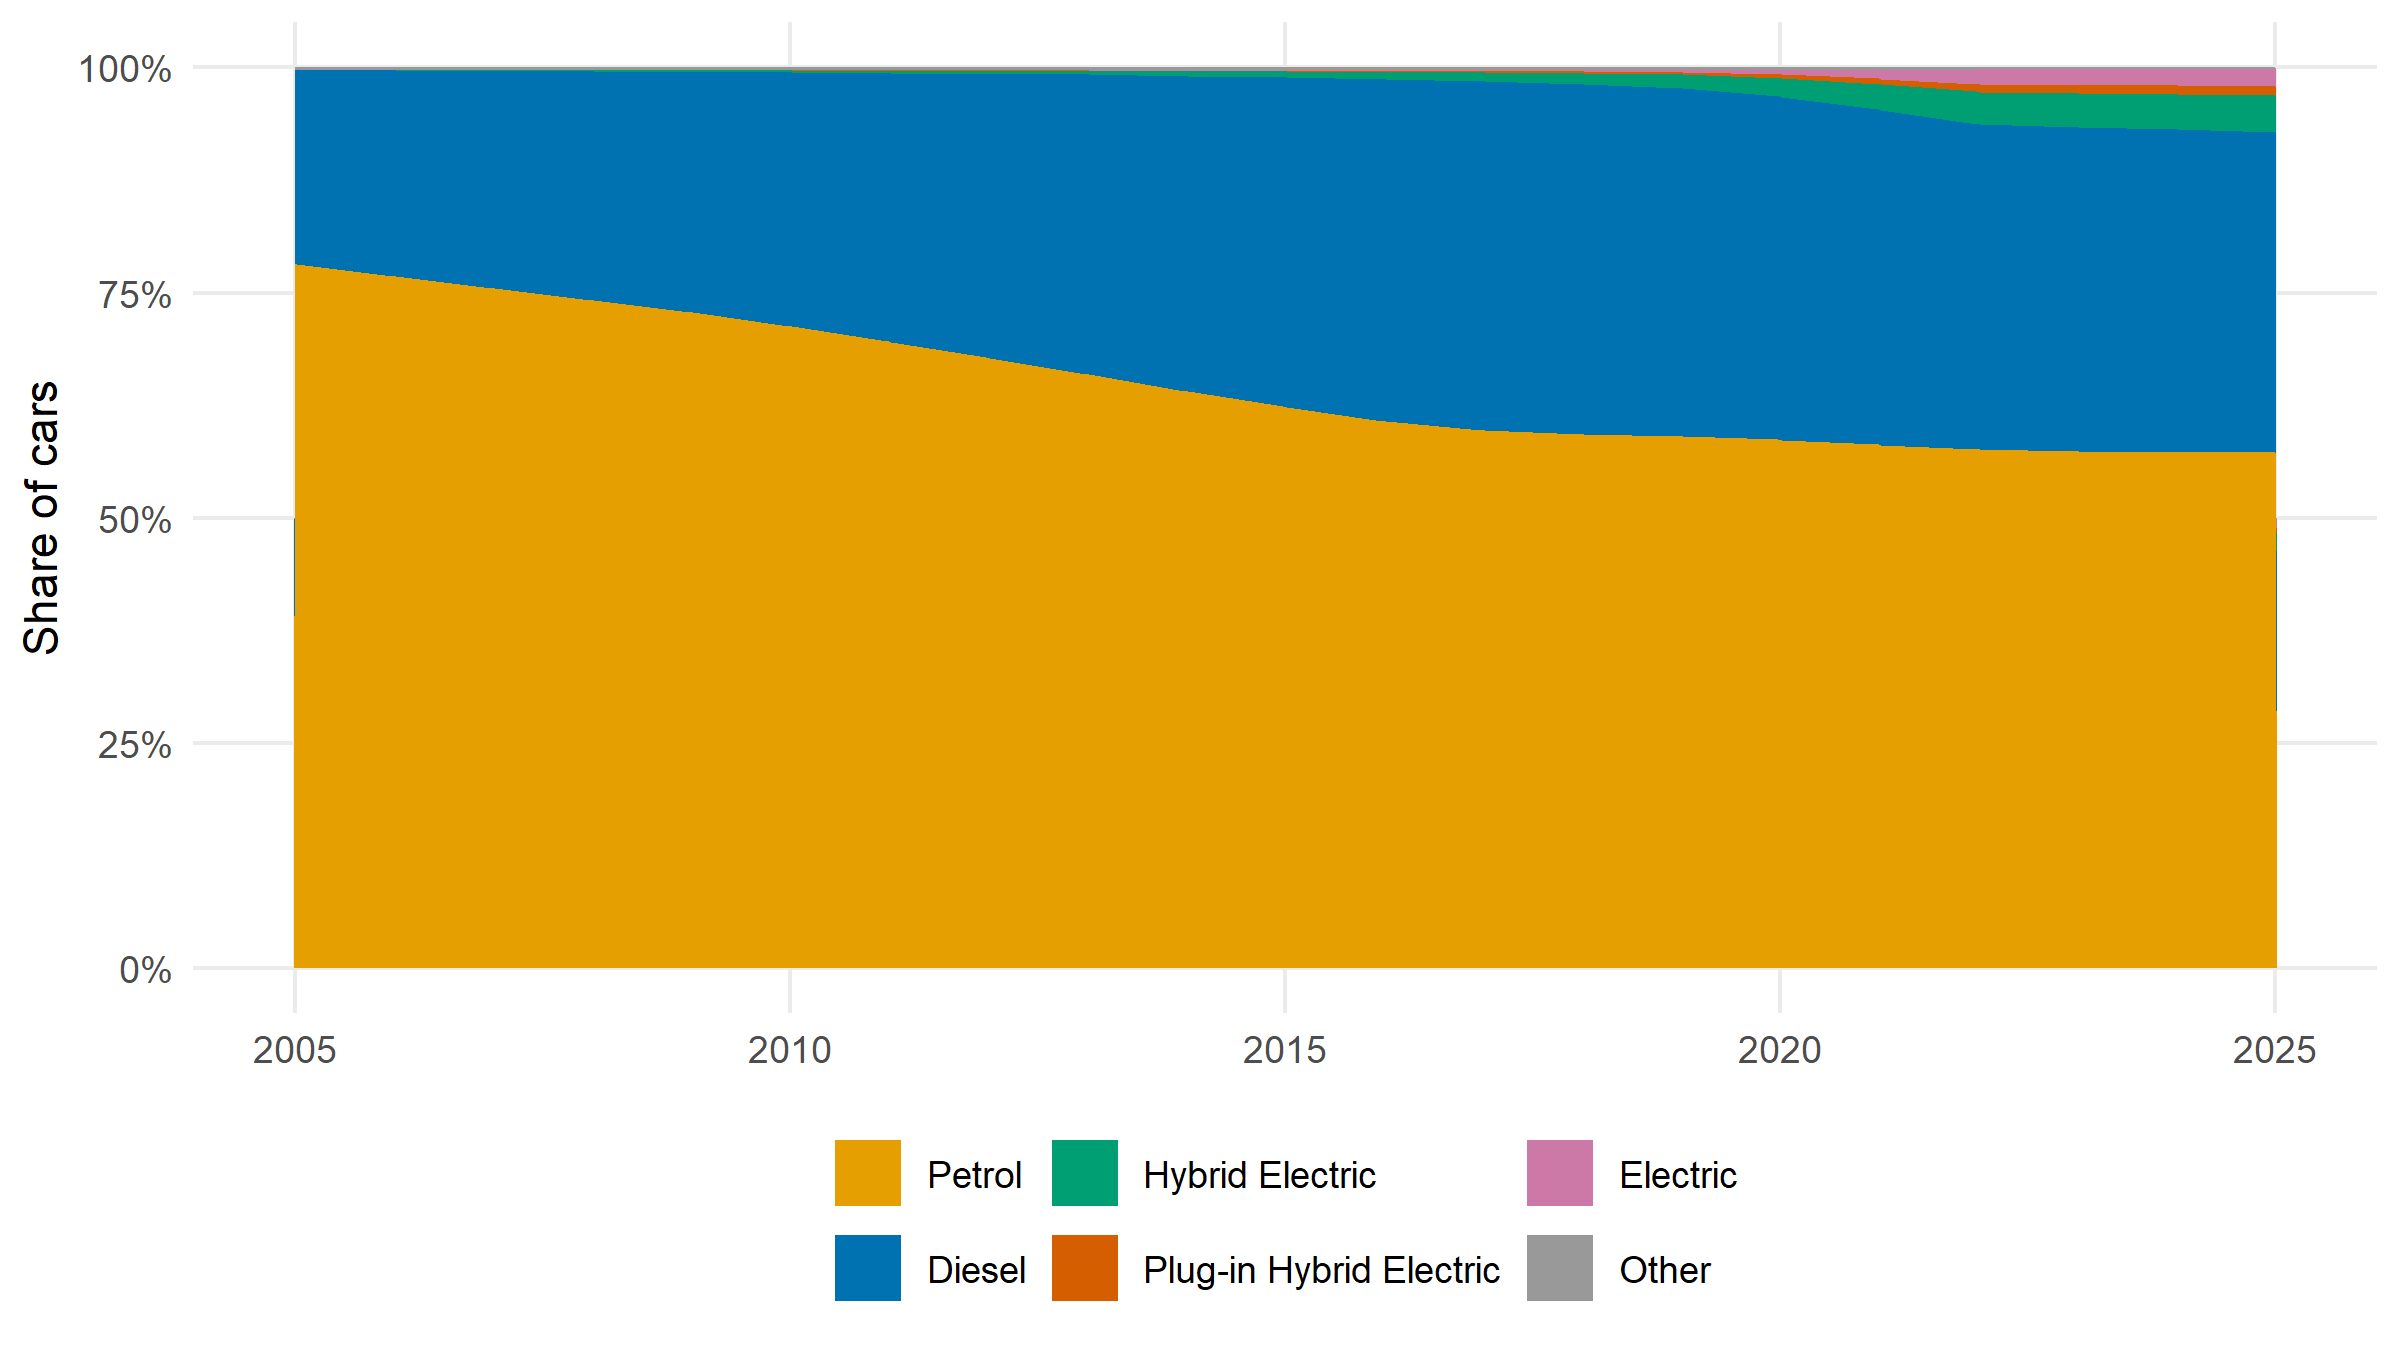 Share of cars
100%
75%
50%
25%
0%
2005 2010 2015 2020 2025
Petrol Hybrid Electric Electric
Diesel Plug-in Hybrid Electric Other